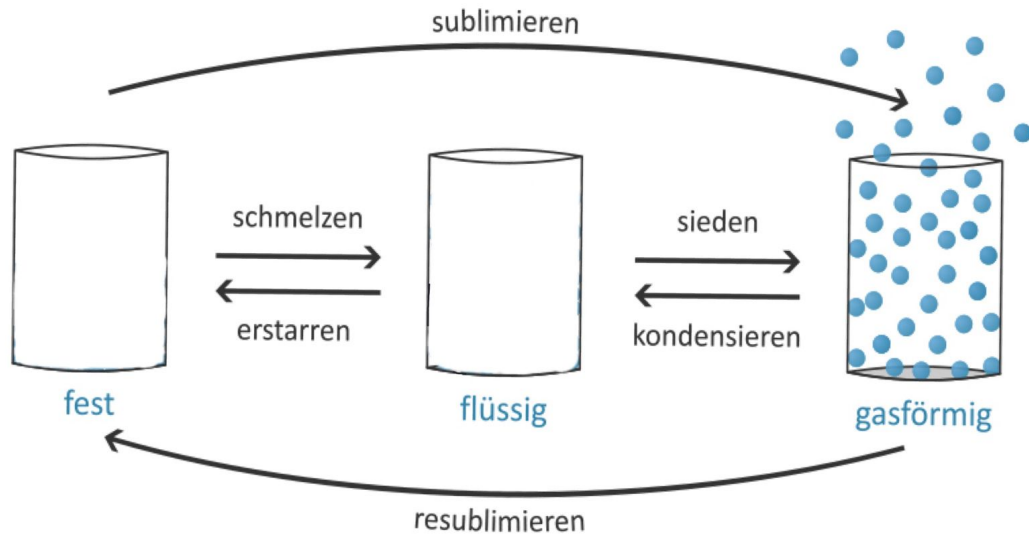 sublimieren
schmelzen
sieden
erstarren
kondensieren
fest
flüssig
gasförmig
resublimieren